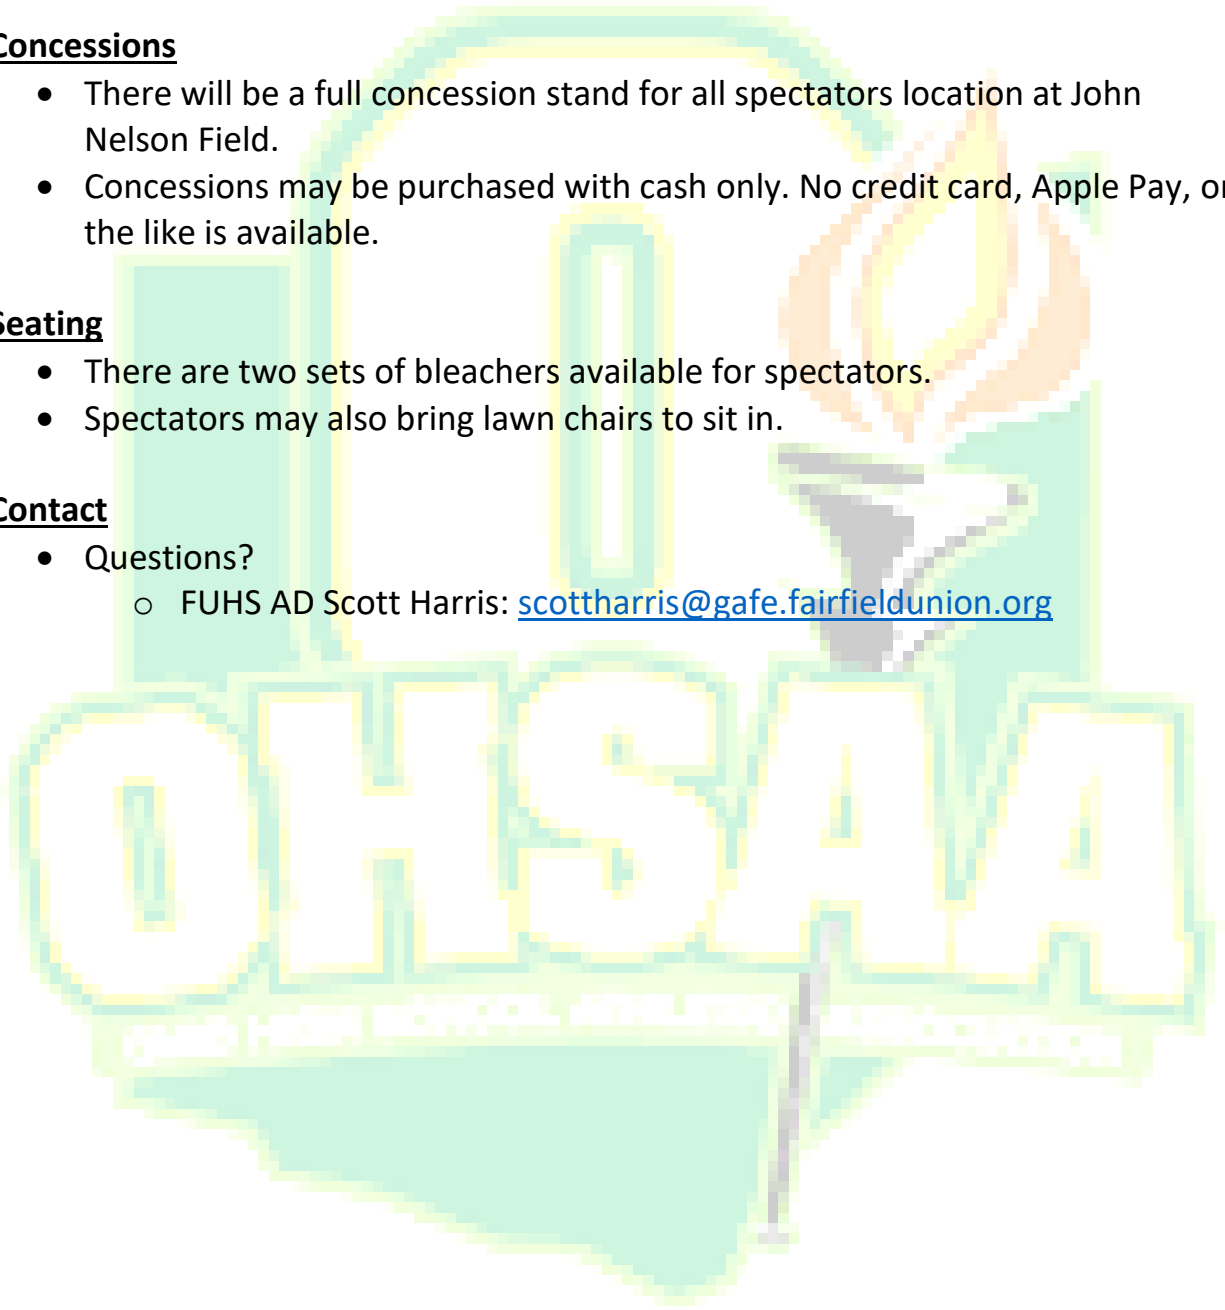 Concessions
• There will be a full concession stand for all spectators location at John
Nelson Field.
• Concessions may be purchased with cash only. No credit card, Apple Pay, or
the like is available.
Seating
• There are two sets of bleachers available for spectators.
• Spectators may also bring lawn chairs to sit in.
Contact
• Questions?
o FUHS AD Scott Harris: scottharris@gafe.fairfieldunion.org
OHSAA